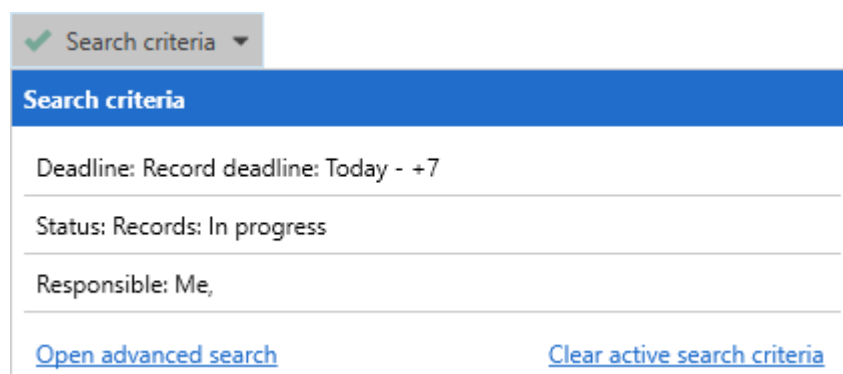 Search criteria
Search criteria
Deadline: Record deadline: Today - +7
Status: Records: In progress
Responsible: Me,
Open advanced search Clear active search criteria